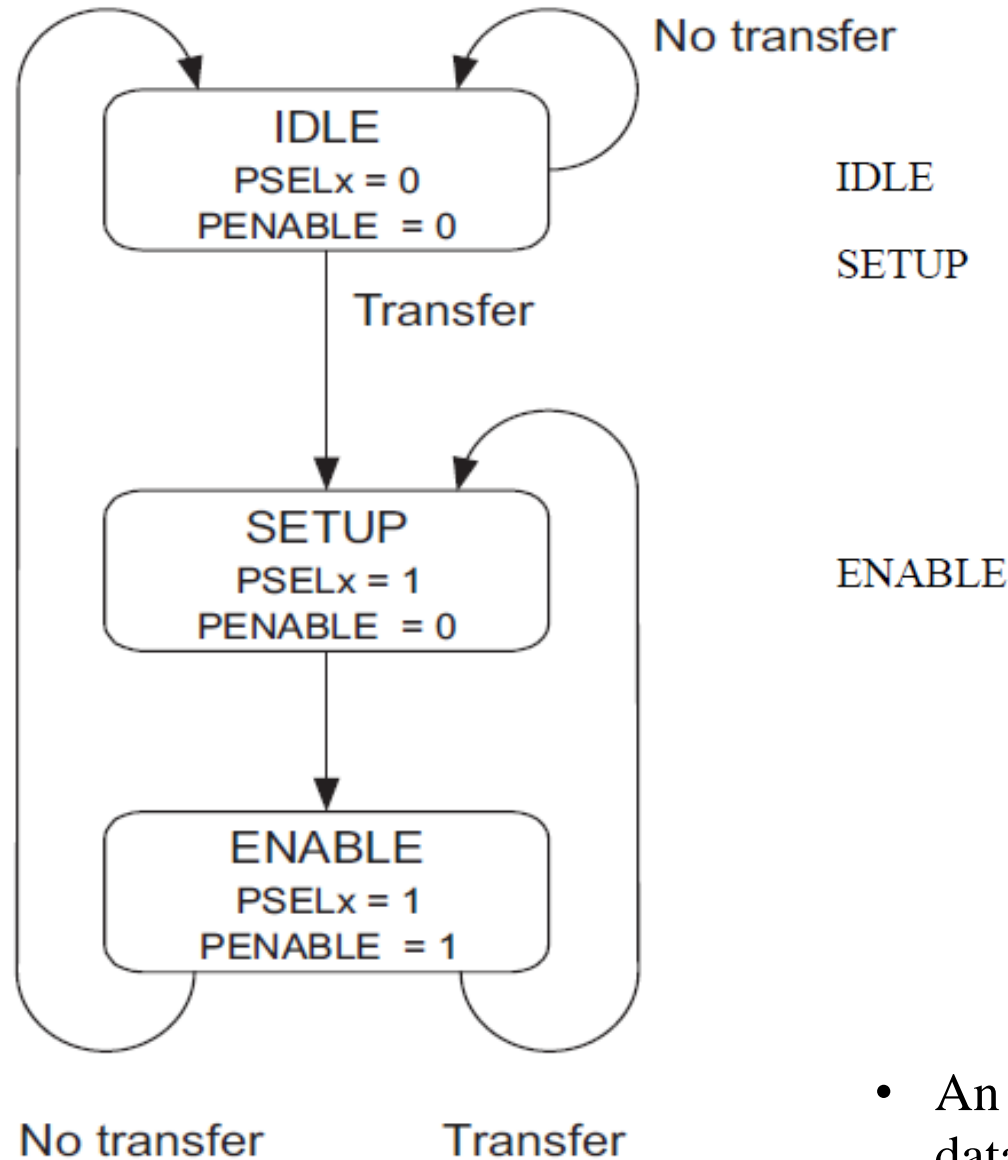 No transfer
IDLE
PSELx = 0
PENABLE = 0
Transfer
SETUP
PSELx = 1
PENABLE = 0
ENABLE
PSELx = 1
PENABLE = 1
No transfer
Transfer
IDLE
SETUP
ENABLE
• An
data